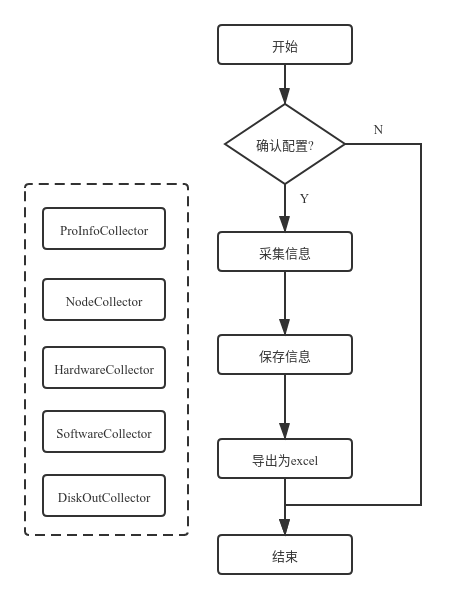 开始
确认配置?
N
Y
采集信息
保存信息
导出为excel
结束
ProInfoCollector
NodeCollector
HardwareCollector
SoftwareCollector
DiskOutCollector